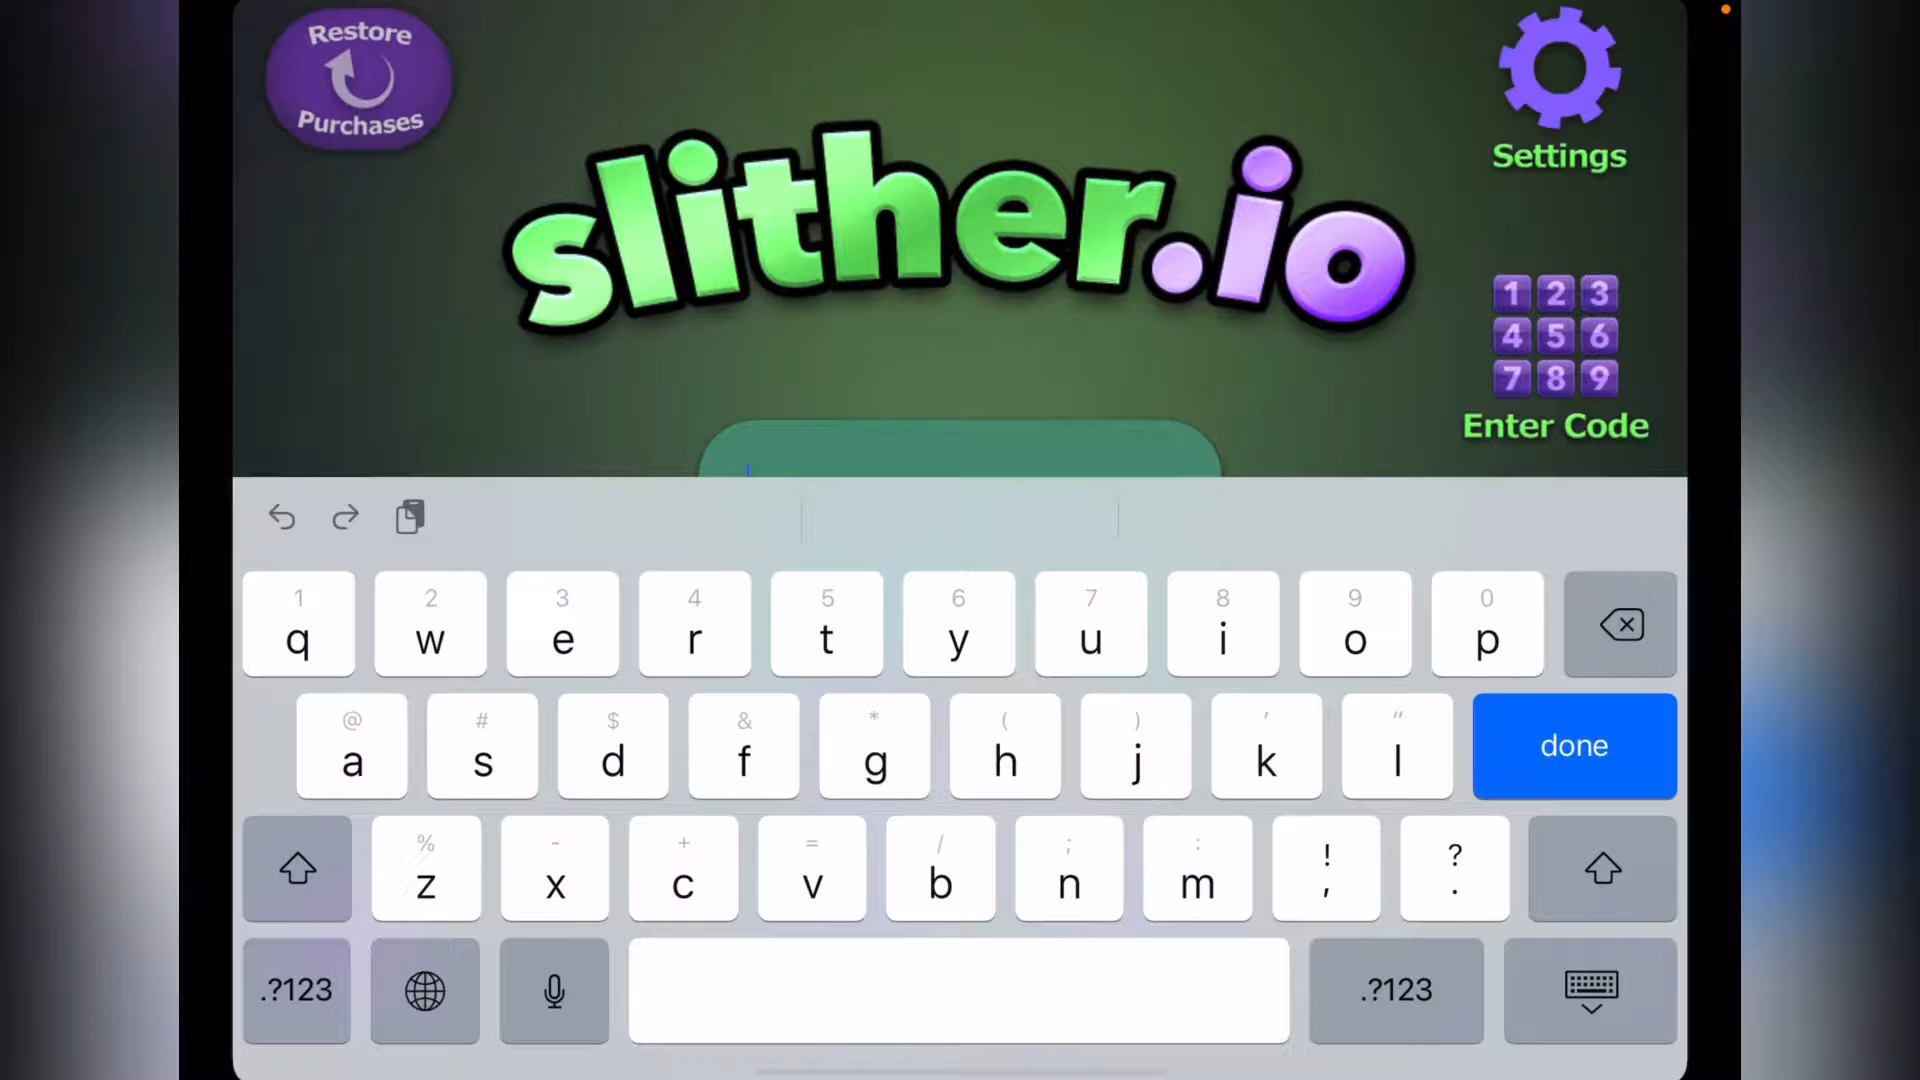 Restore
Purchases
slither.io
Settings
1 2 3
4 5 6
7 8 9
Enter Code
1 2 3 4 5 6 7 8 9 0
q w e r t y u i o p
@ # $ & * ( ) ' "
a s d f g h j k l done
% - + = / ; : ! ?
z x c v b n m , .
.?123 .?123